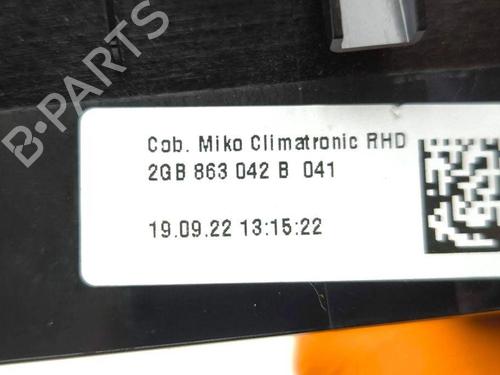 B-PARTS
Cob. Miko Climatronic RHD
2GB 863 042 B 041
19.09.22 13:15:22